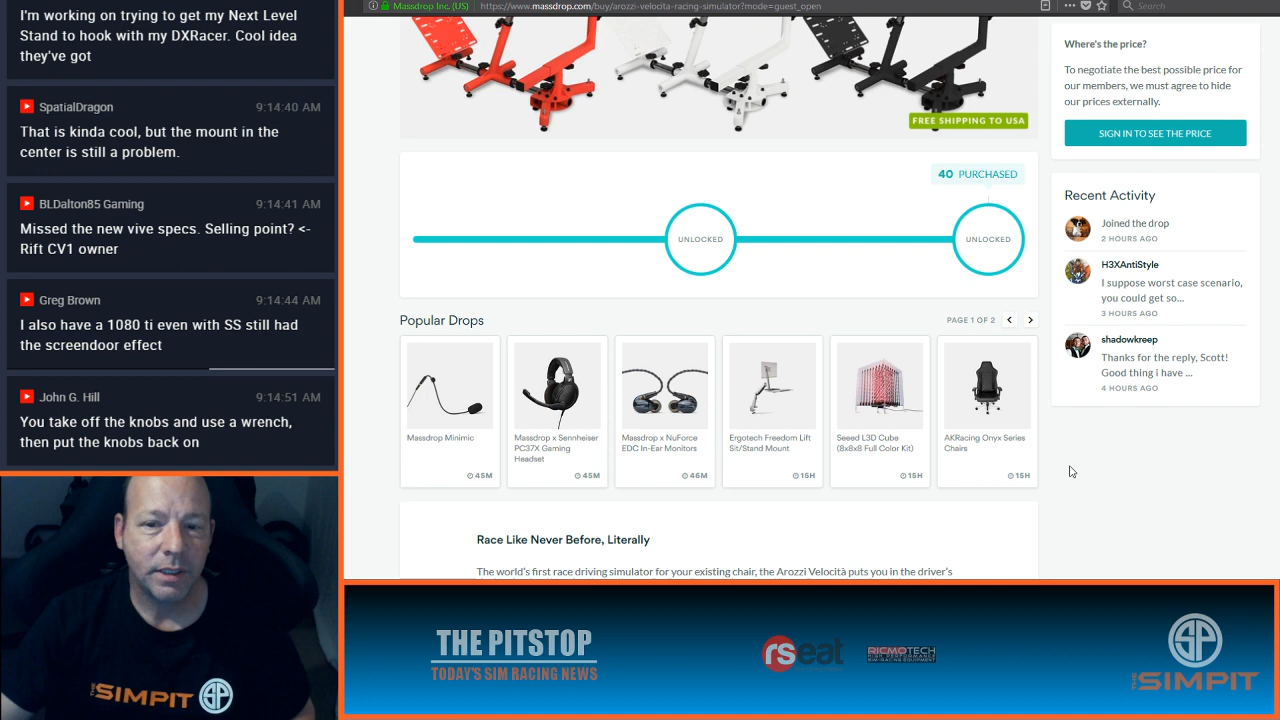 I'm working on trying to get my Next Level
Stand to hook with my DXRacer. Cool idea
they've got
SpatialDragon 9:14:40 AM
That is kinda cool, but the mount in the
center is still a problem.
BLDalton85 Gaming 9:14:41 AM
Missed the new vive specs. Selling point? <-
Rift CV1 owner
Greg Brown 9:14:44 AM
I also have a 1080 ti even with SS still had
the screendoor effect
John G. Hill 9:14:51 AM
You take off the knobs and use a wrench,
then put the knobs back on
THE SIMPIT SP
Massdrop Inc. (US) https://www.massdrop.com/buy/arozzi-velocita-racing-simulator?mode=guest_open
Search
FREE SHIPPING TO USA
Where's the price?
To negotiate the best possible price for
our members, we must agree to hide
our prices externally.
SIGN IN TO SEE THE PRICE
40 PURCHASED
UNLOCKED
UNLOCKED
Recent Activity
Joined the drop
2 HOURS AGO
H3XAntiStyle
I suppose worst case scenario,
you could get so...
3 HOURS AGO
shadowkreep
Thanks for the reply, Scott!
Good thing i have ...
4 HOURS AGO
Popular Drops
PAGE 1 OF 2
Massdrop Minimic
45M
Massdrop x Sennheiser
PC37X Gaming
Headset
45M
Massdrop x NuForce
EDC In-Ear Monitors
46M
Ergotech Freedom Lift
Sit/Stand Mount
15H
Seeed L3D Cube
(8x8x8 Full Color Kit)
15H
AKRacing Onyx Series
Chairs
15H
Race Like Never Before, Literally
The world's first race driving simulator for your existing chair, the Arozzi Velocità puts you in the driver's
THE PITSTOP
TODAY'S SIM RACING NEWS
rseat
RICMOTECH
HIGH PERFORMANCE
SIM-RACING EQUIPMENT
SP
THE SIMPIT